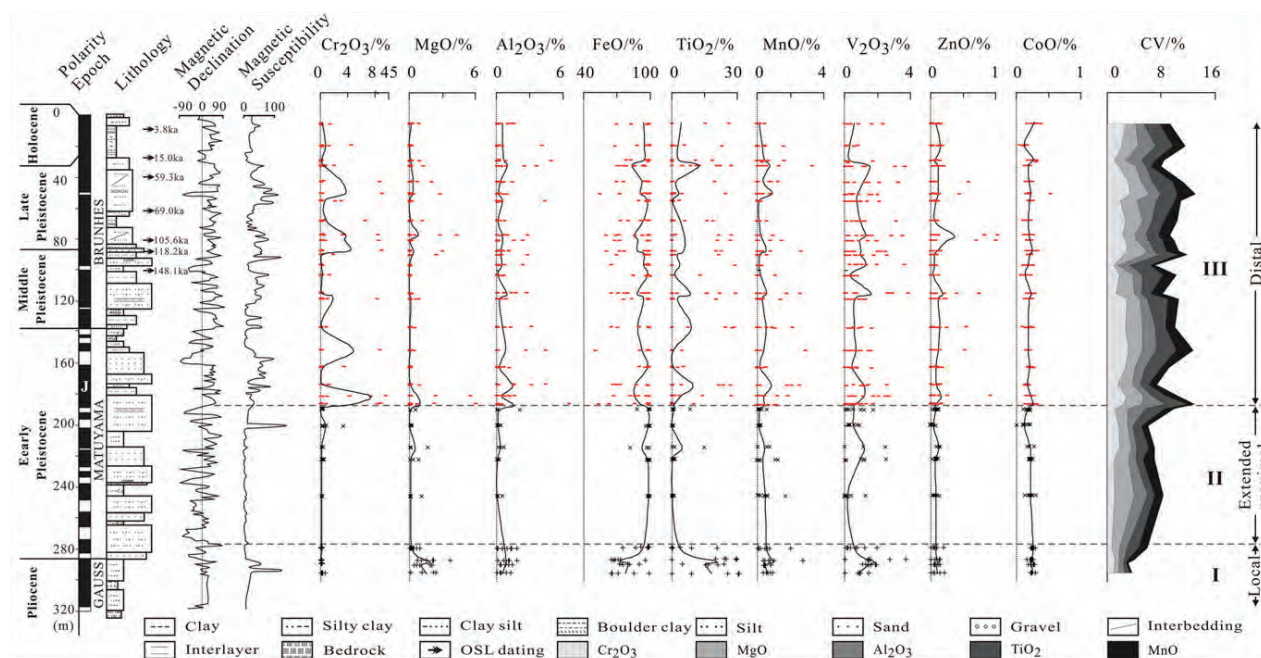 Polarity Epoch
Lithology
Magnetic Declination
Magnetic Susceptibility
Cr₂O₃/% MgO/% Al₂O₃/% FeO/% TiO₂/% MnO/% V₂O₃/% ZnO/% CoO/% CV/%
-90 0 90 0 100 0 4 8 45 0 6 0 6 40 100 0 30 0 4 0 4 0 1 0 1 0 8 16
0
3.8ka
15.0ka
40
59.3ka
69.0ka
80
105.6ka
118.2ka
148.1ka
120
160
200
240
280
320
(m)
Holocene
Late Pleistocene
Middle Pleistocene
Eearly Pleistocene
Pliocene
BRUNHES
J
MATUYAMA
GAUSS
III
II
I
Distal
Extended
Local
Clay Silty clay Clay silt Boulder clay Silt Sand Gravel Interbedding
Interlayer Bedrock OSL dating Cr₂O₃ MgO Al₂O₃ TiO₂ MnO